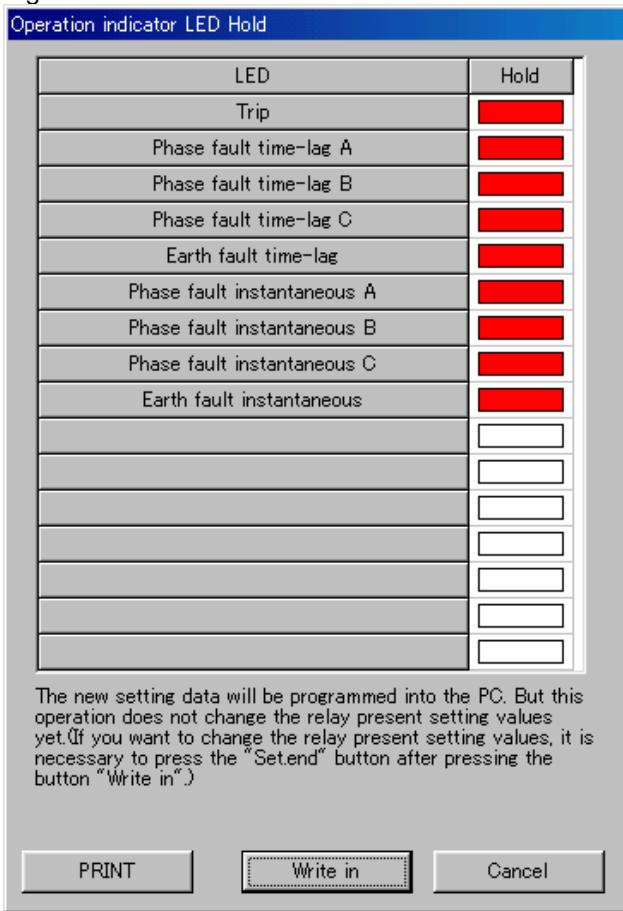 Operation indicator LED Hold
LED Hold
Trip
Phase fault time-lag A
Phase fault time-lag B
Phase fault time-lag C
Earth fault time-lag
Phase fault instantaneous A
Phase fault instantaneous B
Phase fault instantaneous C
Earth fault instantaneous
The new setting data will be programmed into the PC. But this
operation does not change the relay present setting values
yet.(If you want to change the relay present setting values, it is
necessary to press the "Set.end" button after pressing the
button "Write in".)
PRINT Write in Cancel